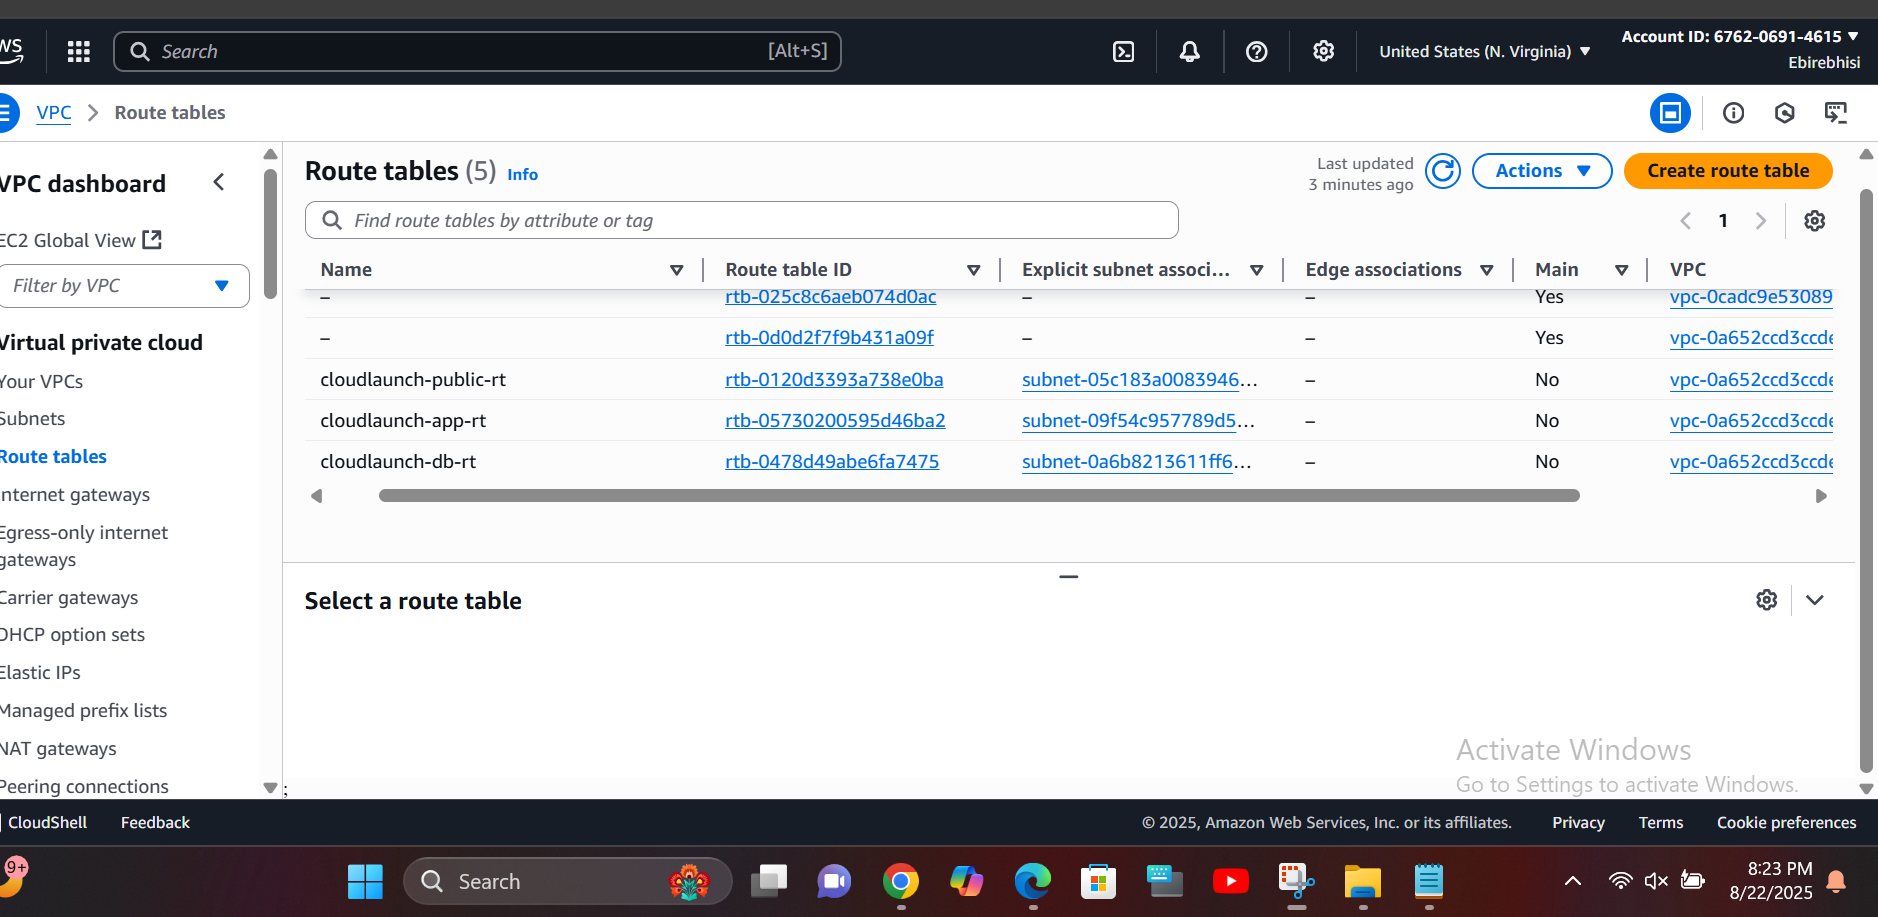 ws
Search [Alt+S]
United States (N. Virginia)
Account ID: 6762-0691-4615
Ebirebhisi
VPC > Route tables
VPC dashboard
EC2 Global View
Filter by VPC
Virtual private cloud
Your VPCs
Subnets
Route tables
Internet gateways
Egress-only internet
gateways
Carrier gateways
DHCP option sets
Elastic IPs
Managed prefix lists
NAT gateways
Peering connections
Route tables (5) Info
Last updated
3 minutes ago
Actions
Create route table
Find route tables by attribute or tag
1
Name Route table ID Explicit subnet associ... Edge associations Main VPC
– rtb-025c8c6aeb074d0ac – – Yes vpc-0cadc9e53089
– rtb-0d0d2f7f9b431a09f – – Yes vpc-0a652ccd3ccde
cloudlaunch-public-rt rtb-0120d3393a738e0ba subnet-05c183a0083946... – No vpc-0a652ccd3ccde
cloudlaunch-app-rt rtb-05730200595d46ba2 subnet-09f54c957789d5... – No vpc-0a652ccd3ccde
cloudlaunch-db-rt rtb-0478d49abe6fa7475 subnet-0a6b8213611ff6... – No vpc-0a652ccd3ccde
Select a route table
Activate Windows
Go to Settings to activate Windows.
;
CloudShell Feedback
© 2025, Amazon Web Services, Inc. or its affiliates. Privacy Terms Cookie preferences
9+
Search
8:23 PM
8/22/2025